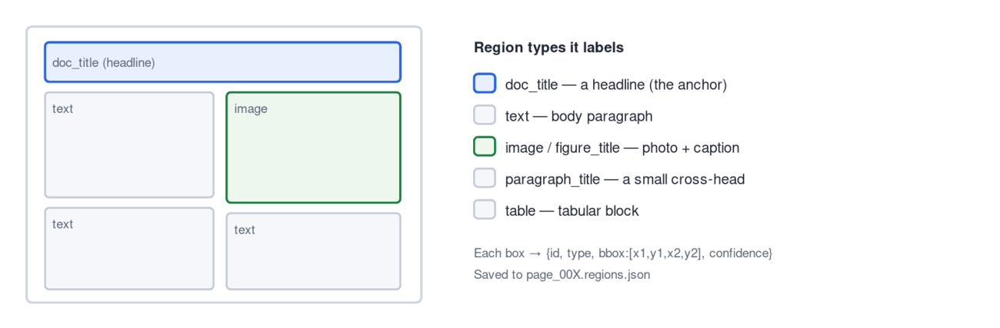 doc_title (headline)
text
image
text
text
Region types it labels
doc_title — a headline (the anchor)
text — body paragraph
image / figure_title — photo + caption
paragraph_title — a small cross-head
table — tabular block
Each box → {id, type, bbox:[x1,y1,x2,y2], confidence}
Saved to page_00X.regions.json